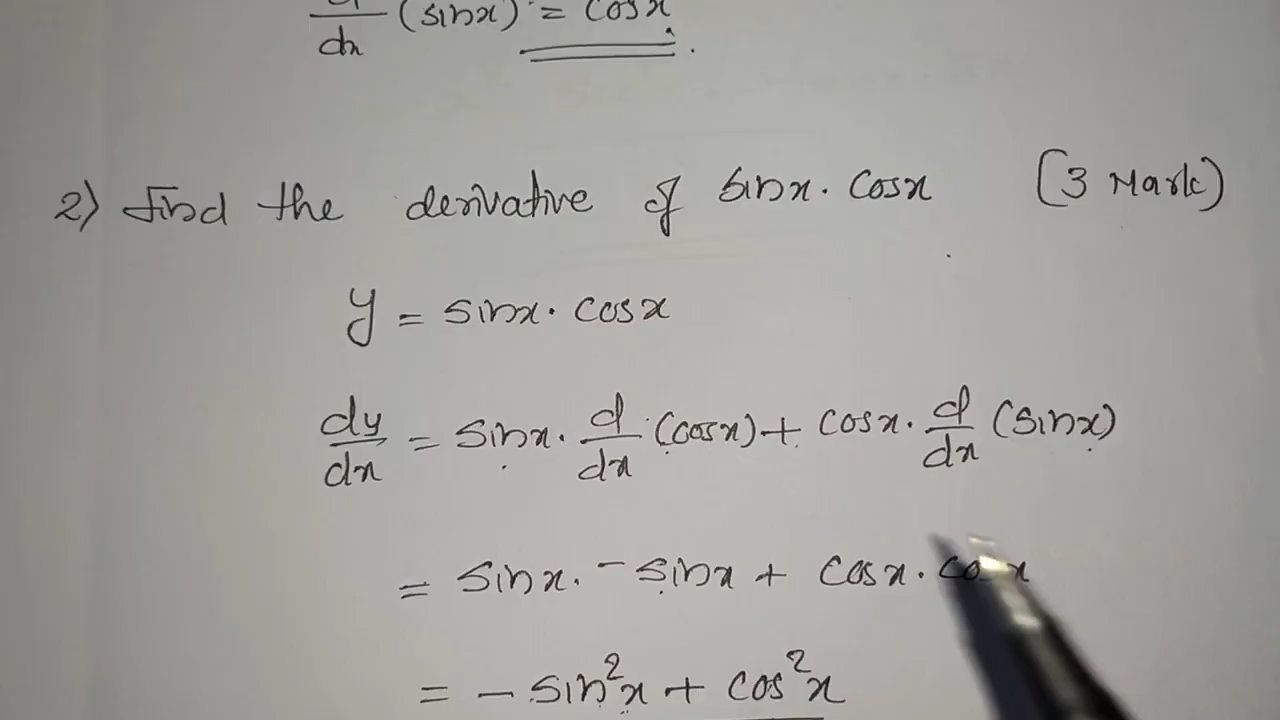 d/dx (sinx) = cosx.
2) Find the derivative of sinx. cosx (3 Mark)
y = sinx. cosx
dy/dx = sinx. d/dx (cosx) + cosx. d/dx (sinx)
= sinx. - sinx + cosx. cosx
= - sin²x + cos²x